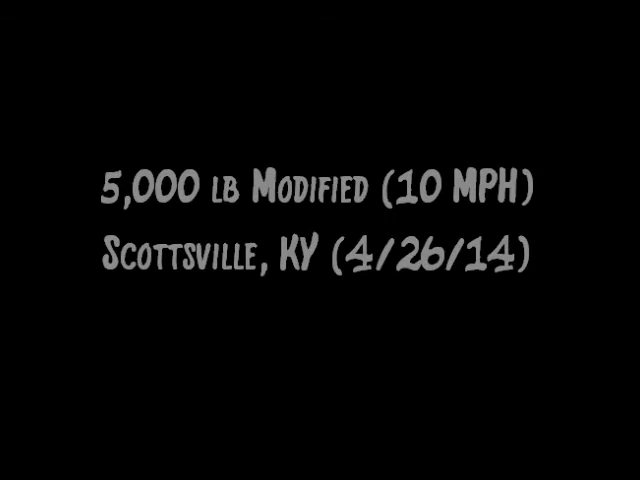 5,000 lb Modified (10 MPH)
Scottsville, KY (4/26/14)